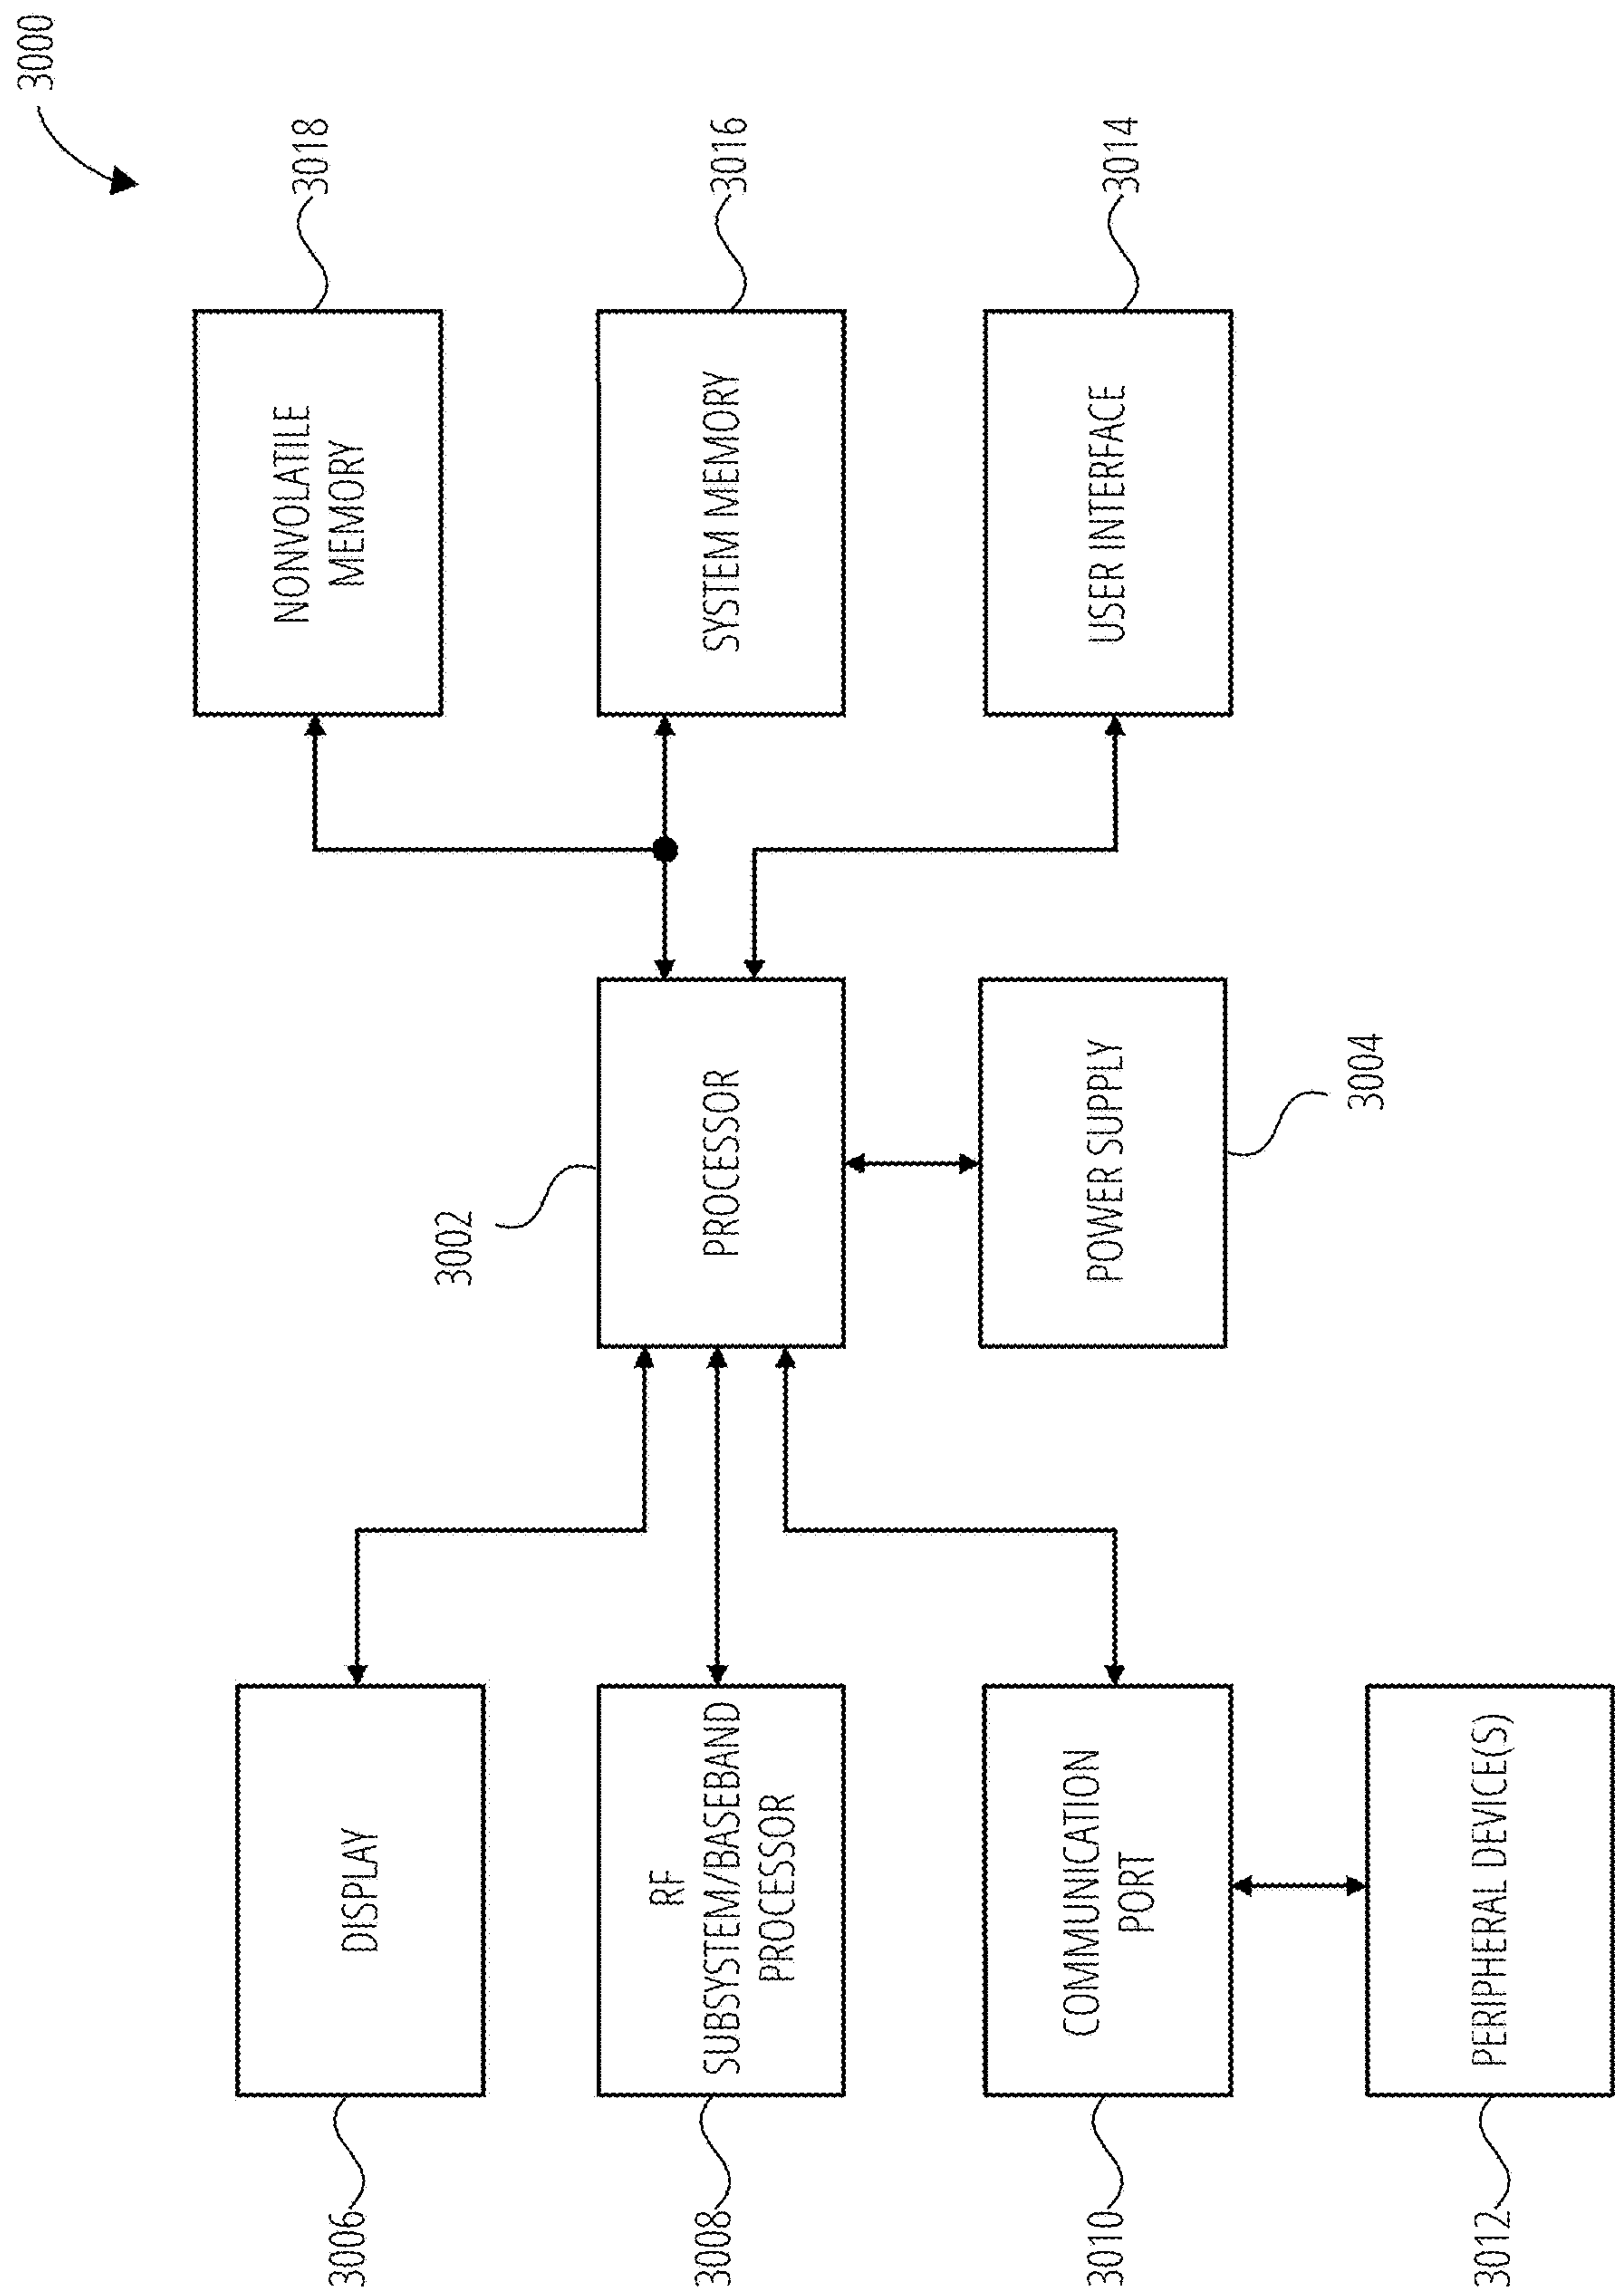 3000
3006
DISPLAY
3008
RF
SUBSYSTEM/BASEBAND
PROCESSOR
3010
COMMUNICATION
PORT
3012
PERIPHERAL DEVICE(S)
3002
PROCESSOR
POWER SUPPLY
3004
NONVOLATILE
MEMORY
3018
SYSTEM MEMORY
3016
USER INTERFACE
3014